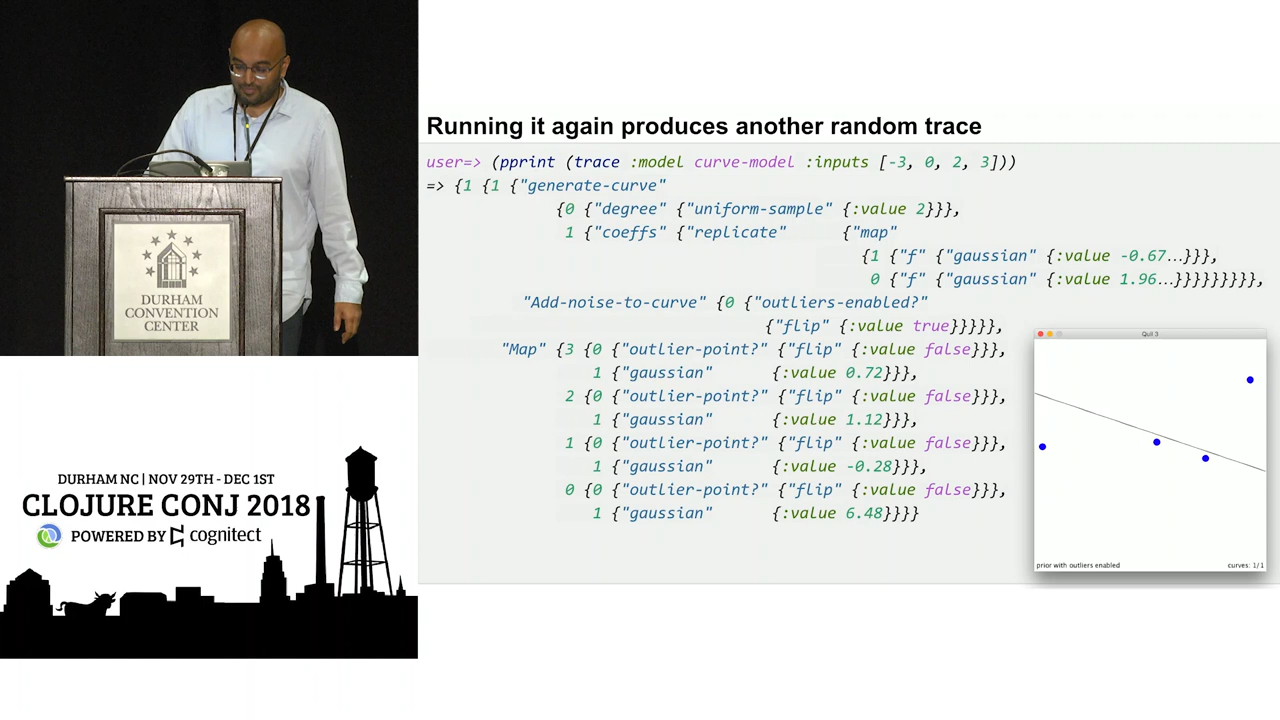 Running it again produces another random trace
user=> (pprint (trace :model curve-model :inputs [-3, 0, 2, 3]))
=> {1 {1 {"generate-curve"
{0 {"degree" {"uniform-sample" {:value 2}}},
1 {"coeffs" {"replicate" {"map"
{1 {"f" {"gaussian" {:value -0.67…}}},
0 {"f" {"gaussian" {:value 1.96…}}}}}}}}}},
"Add-noise-to-curve" {0 {"outliers-enabled?"
{"flip" {:value true}}}}},
"Map" {3 {0 {"outlier-point?" {"flip" {:value false}}},
1 {"gaussian" {:value 0.72}}},
2 {0 {"outlier-point?" {"flip" {:value false}}},
1 {"gaussian" {:value 1.12}}},
1 {0 {"outlier-point?" {"flip" {:value false}}},
1 {"gaussian" {:value -0.28}}},
0 {0 {"outlier-point?" {"flip" {:value false}}},
1 {"gaussian" {:value 6.48}}}}
Quil 3
prior with outliers enabled
curves: 1/1
DURHAM
CONVENTION
CENTER
DURHAM NC | NOV 29TH - DEC 1ST
CLOJURE CONJ 2018
POWERED BY cognitect